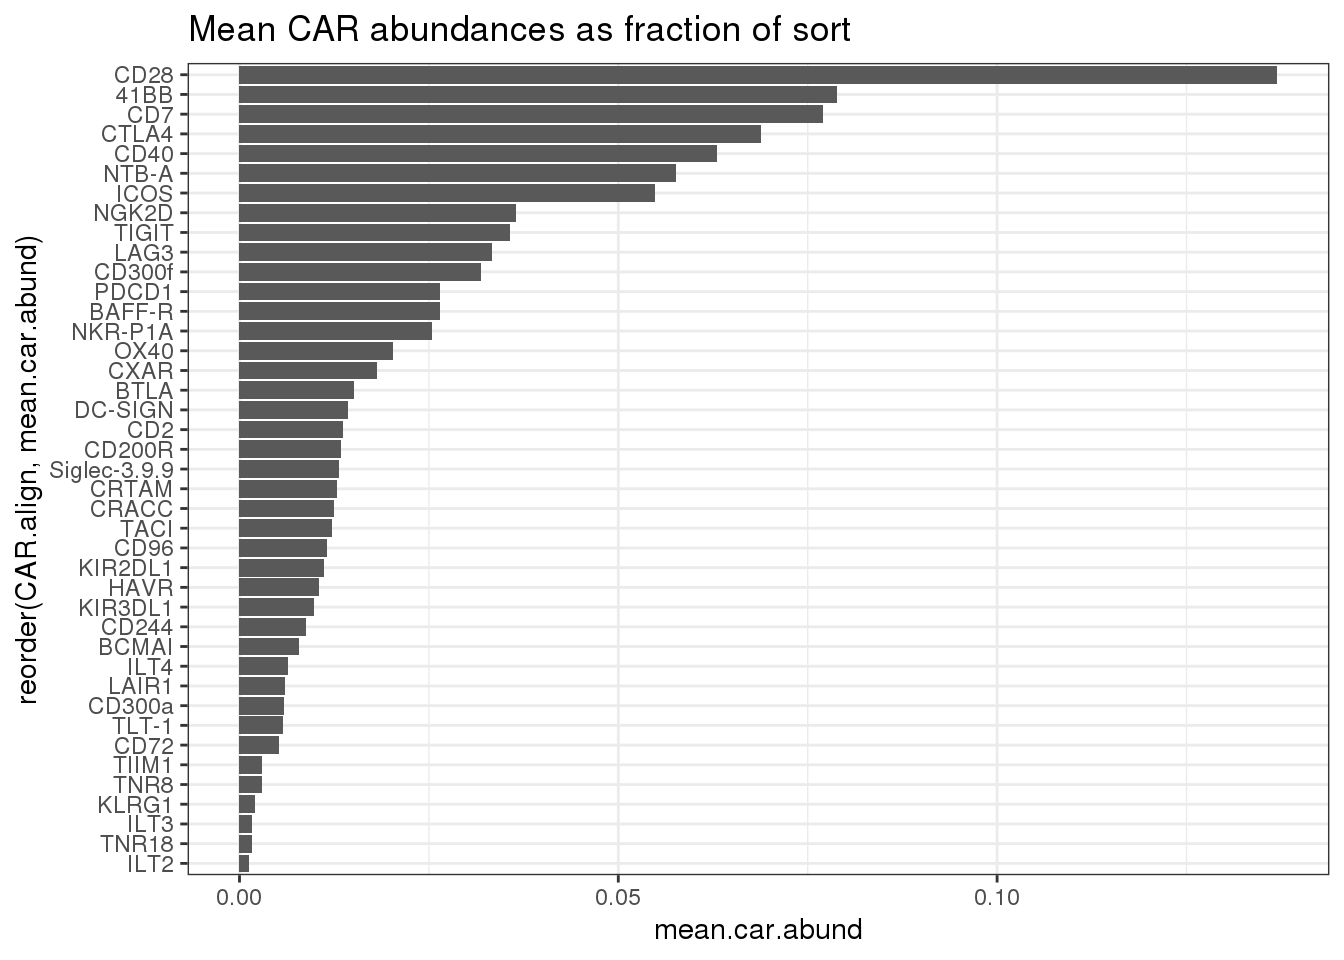 Mean CAR abundances as fraction of sort
reorder(CAR.align, mean.car.abund)
CD28
41BB
CD7
CTLA4
CD40
NTB-A
ICOS
NGK2D
TIGIT
LAG3
CD300f
PDCD1
BAFF-R
NKR-P1A
OX40
CXAR
BTLA
DC-SIGN
CD2
CD200R
Siglec-3.9.9
CRTAM
CRACC
TACI
CD96
KIR2DL1
HAVR
KIR3DL1
CD244
BCMAI
ILT4
LAIR1
CD300a
TLT-1
CD72
TIIM1
TNR8
KLRG1
ILT3
TNR18
ILT2
0.00 0.05 0.10
mean.car.abund